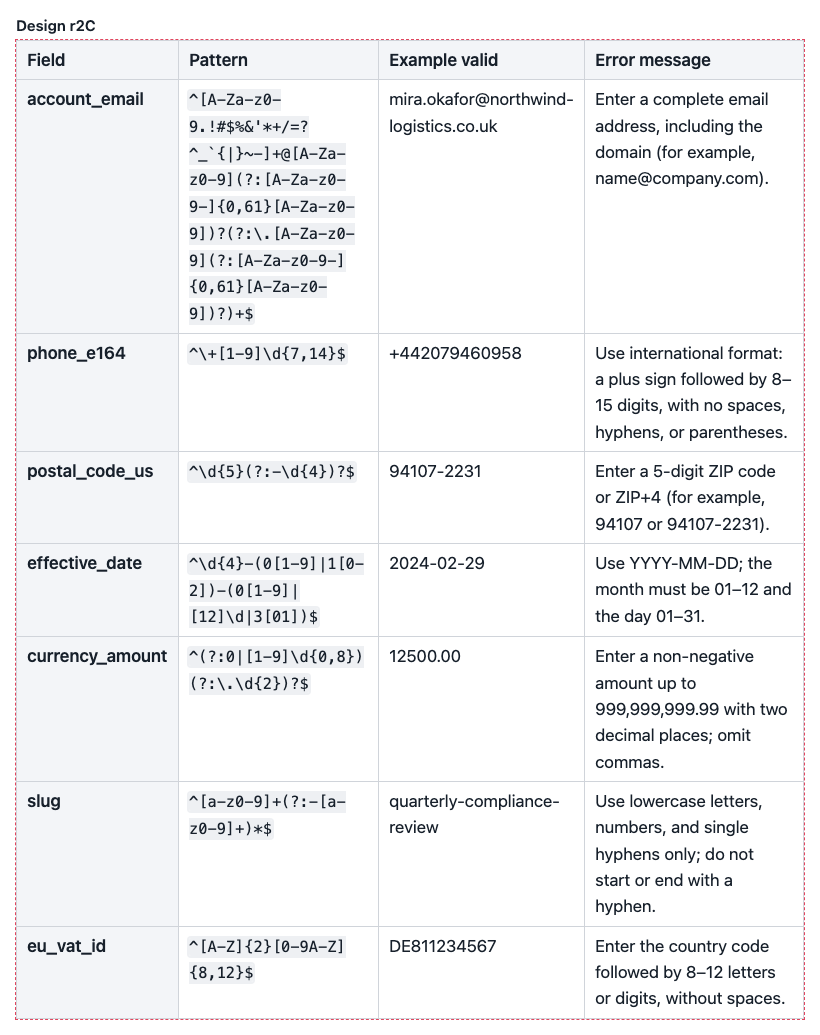 Design r2C
Field
Pattern
Example valid
Error message
account_email
^[A-Za-z0-
9.!#$%&'*+/=?
^_`{|}~-]+@[A-Za-
z0-9](?:[A-Za-z0-
9-]{0,61}[A-Za-z0-
9])?(?:\.[A-Za-z0-
9](?:[A-Za-z0-9-]
{0,61}[A-Za-z0-
9])?)+$
mira.okafor@northwind-
logistics.co.uk
Enter a complete email
address, including the
domain (for example,
name@company.com).
phone_e164
^\+[1-9]\d{7,14}$
+442079460958
Use international format:
a plus sign followed by 8–
15 digits, with no spaces,
hyphens, or parentheses.
postal_code_us
^\d{5}(?:-\d{4})?$
94107-2231
Enter a 5-digit ZIP code
or ZIP+4 (for example,
94107 or 94107-2231).
effective_date
^\d{4}-(0[1-9]|1[0-
2])-(0[1-9]|
[12]\d|3[01])$
2024-02-29
Use YYYY-MM-DD; the
month must be 01–12 and
the day 01–31.
currency_amount
^(?:0|[1-9]\d{0,8})
(?:\.\d{2})?$
12500.00
Enter a non-negative
amount up to
999,999,999.99 with two
decimal places; omit
commas.
slug
^[a-z0-9]+(?:-[a-
z0-9]+)*$
quarterly-compliance-
review
Use lowercase letters,
numbers, and single
hyphens only; do not
start or end with a
hyphen.
eu_vat_id
^[A-Z]{2}[0-9A-Z]
{8,12}$
DE811234567
Enter the country code
followed by 8–12 letters
or digits, without spaces.